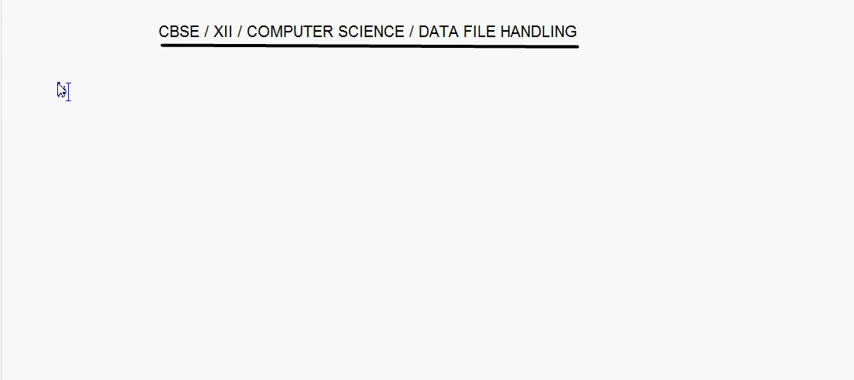 CBSE / XII / COMPUTER SCIENCE / DATA FILE HANDLING